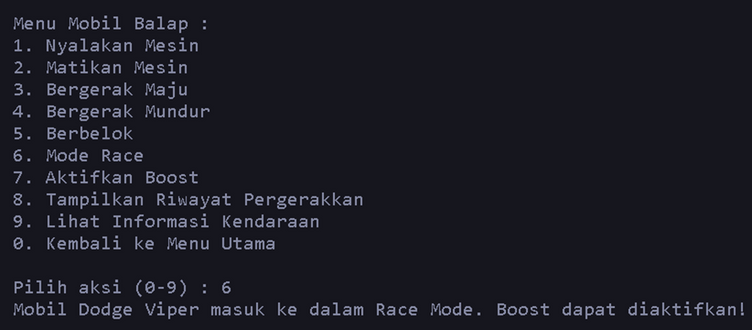 Menu Mobil Balap :
1. Nyalakan Mesin
2. Matikan Mesin
3. Bergerak Maju
4. Bergerak Mundur
5. Berbelok
6. Mode Race
7. Aktifkan Boost
8. Tampilkan Riwayat Pergerakkan
9. Lihat Informasi Kendaraan
0. Kembali ke Menu Utama
Pilih aksi (0-9) : 6
Mobil Dodge Viper masuk ke dalam Race Mode. Boost dapat diaktifkan!